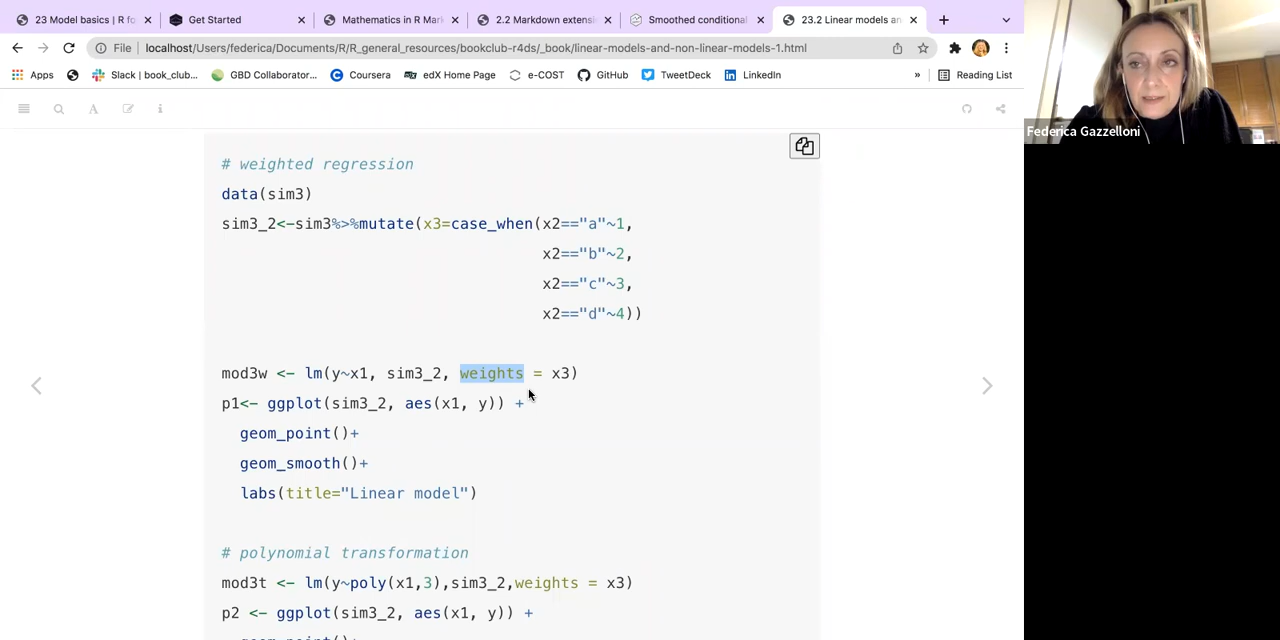 23 Model basics | R fo
Get Started
Mathematics in R Mar
2.2 Markdown extensi
Smoothed conditional
23.2 Linear models an
File
localhost/Users/federica/Documents/R/R_general_resources/bookclub-r4ds/_book/linear-models-and-non-linear-models-1.html
Apps
Slack | book_club...
GBD Collaborator...
Coursera
edX Home Page
e-COST
GitHub
TweetDeck
LinkedIn
»
Reading List
Federica Gazzelloni
# weighted regression
data(sim3)
sim3_2<-sim3%>%mutate(x3=case_when(x2=="a"~1,
x2=="b"~2,
x2=="c"~3,
x2=="d"~4))
mod3w <- lm(y~x1, sim3_2, weights = x3)
p1<- ggplot(sim3_2, aes(x1, y)) +
geom_point()+
geom_smooth()+
labs(title="Linear model")
# polynomial transformation
mod3t <- lm(y~poly(x1,3),sim3_2,weights = x3)
p2 <- ggplot(sim3_2, aes(x1, y)) +